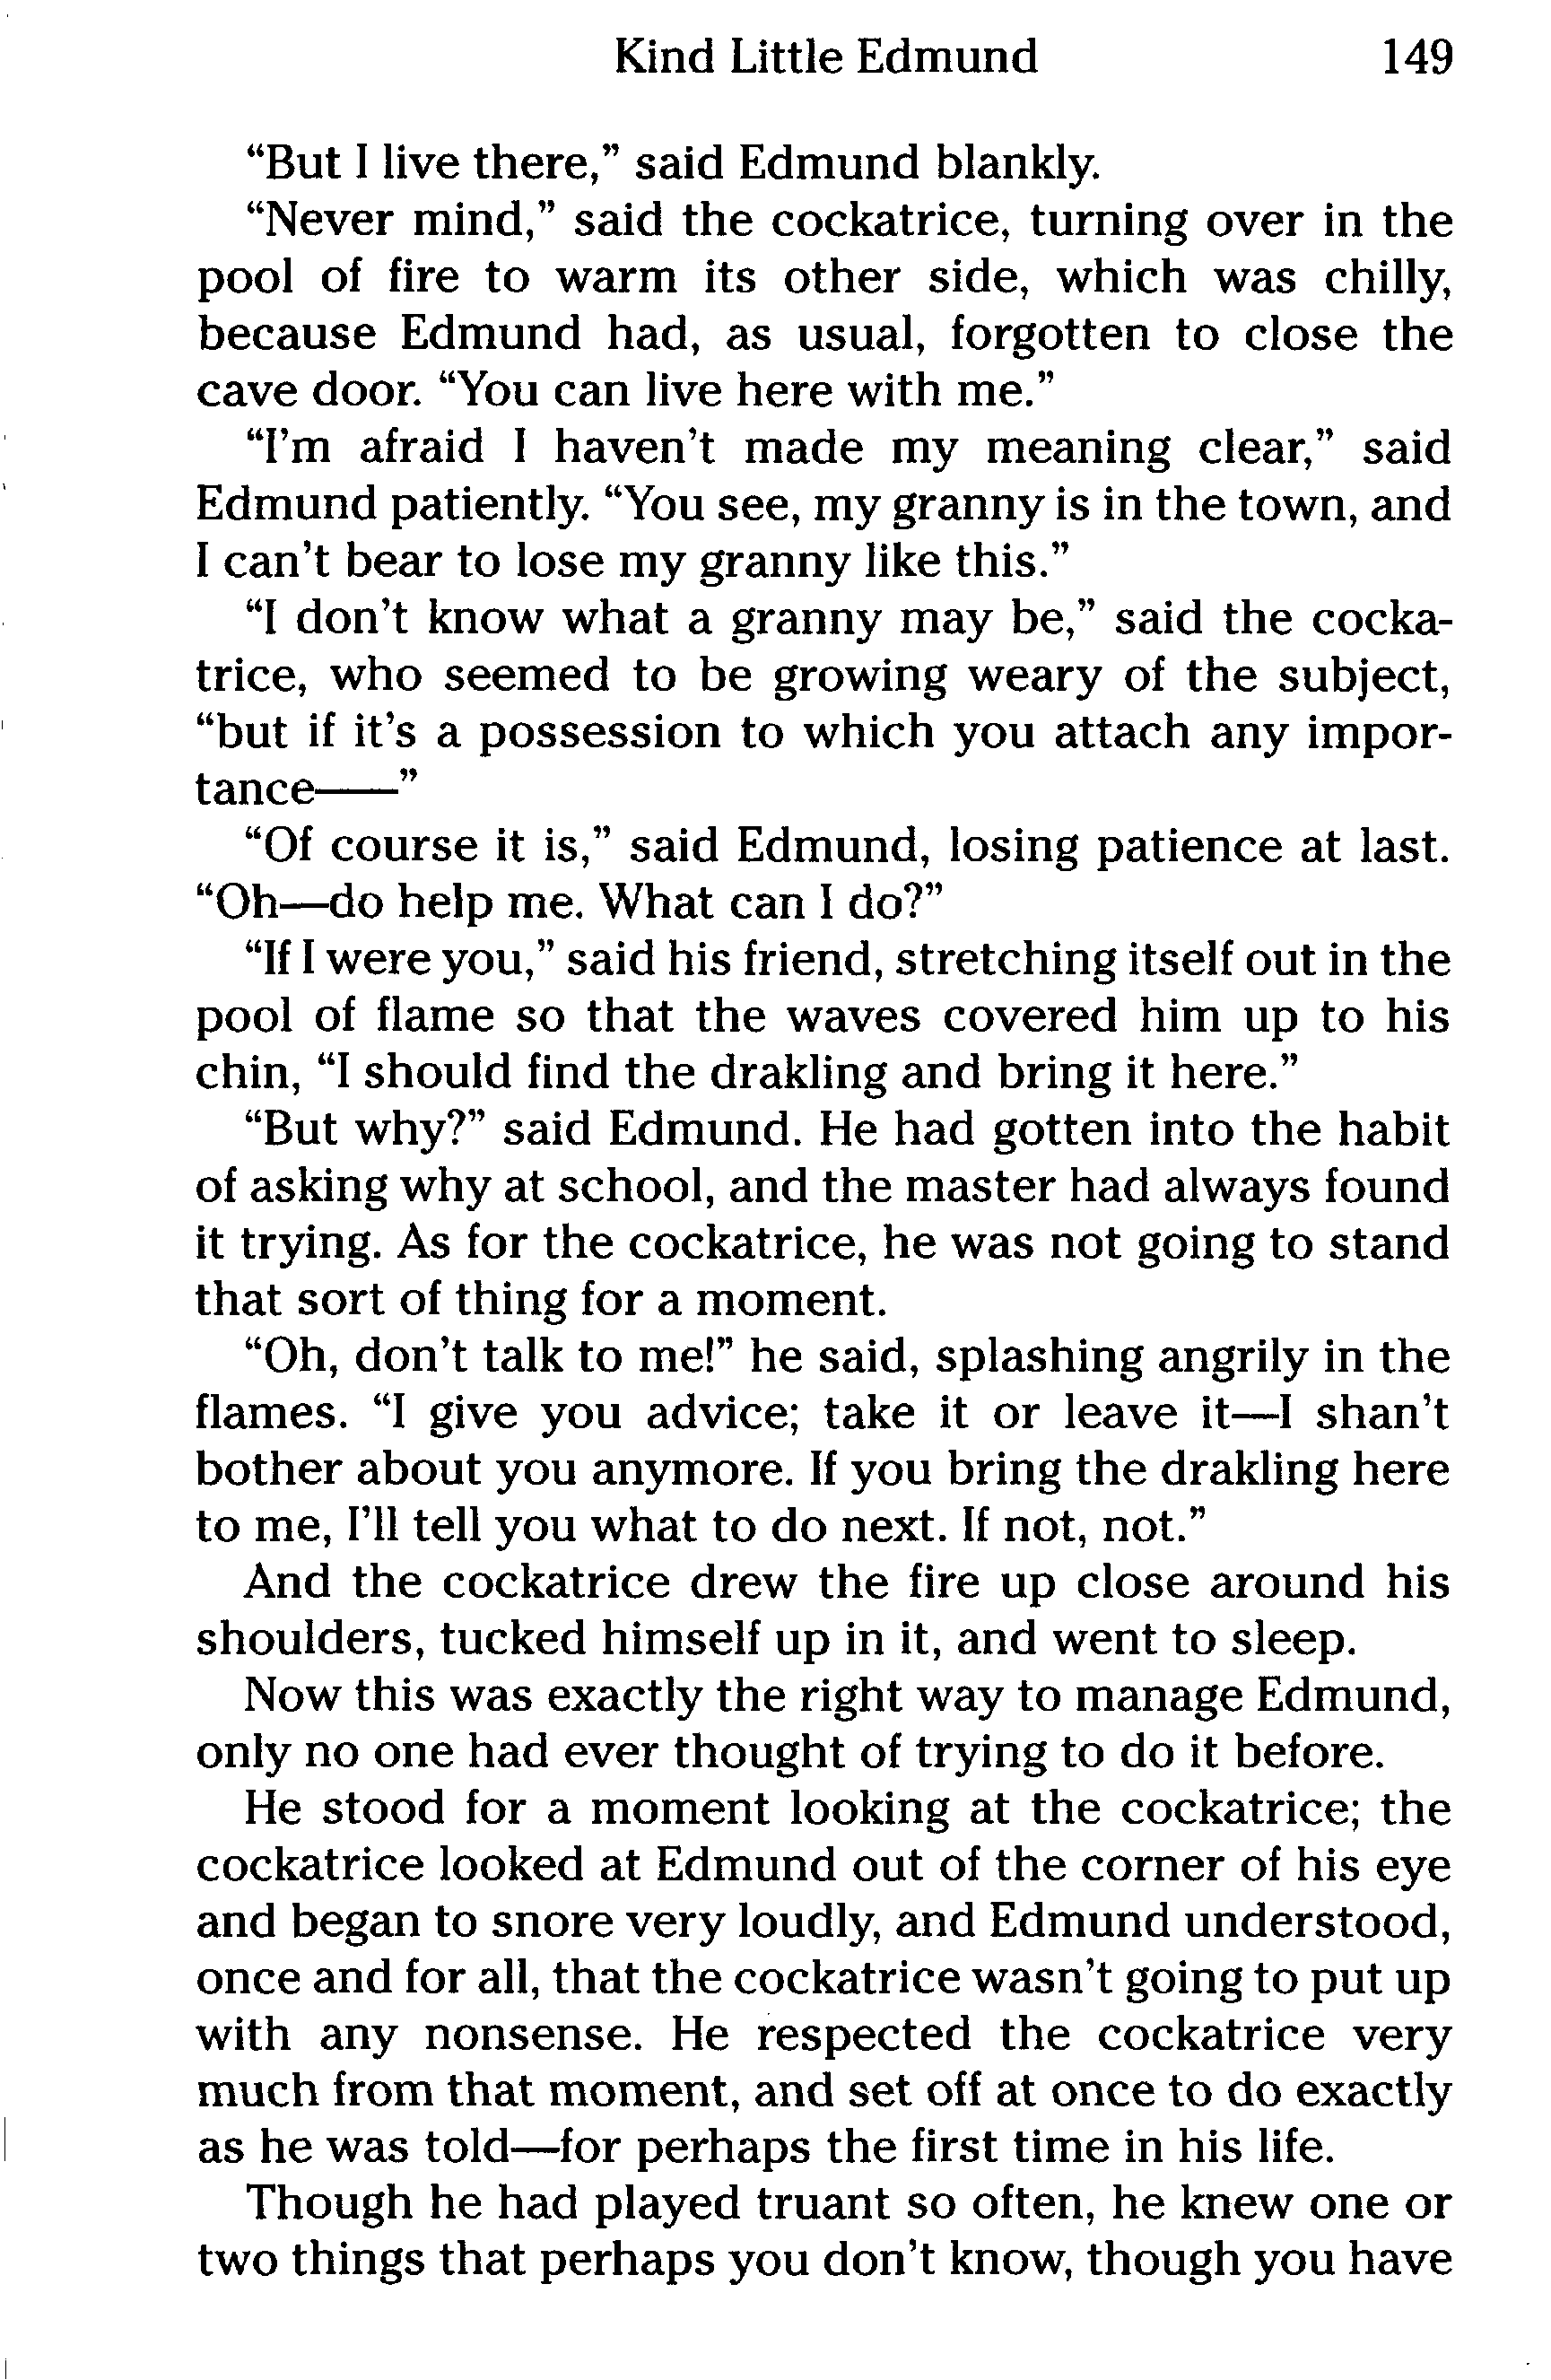 Kind Little Edmund 149
“But I live there,” said Edmund blankly.
“Never mind,” said the cockatrice, turning over in the
pool of fire to warm its other side, which was chilly,
because Edmund had, as usual, forgotten to close the
cave door. “You can live here with me.”
“I’m afraid I haven’t made my meaning clear,” said
Edmund patiently. “You see, my granny is in the town, and
I can’t bear to lose my granny like this.”
“I don’t know what a granny may be,” said the cocka-
trice, who seemed to be growing weary of the subject,
“but if it’s a possession to which you attach any impor-
tance——”
“Of course it is,” said Edmund, losing patience at last.
“Oh—do help me. What can I do?”
“If I were you,” said his friend, stretching itself out in the
pool of flame so that the waves covered him up to his
chin, “I should find the drakling and bring it here.”
“But why?” said Edmund. He had gotten into the habit
of asking why at school, and the master had always found
it trying. As for the cockatrice, he was not going to stand
that sort of thing for a moment.
“Oh, don’t talk to me!” he said, splashing angrily in the
flames. “I give you advice; take it or leave it—I shan’t
bother about you anymore. If you bring the drakling here
to me, I’ll tell you what to do next. If not, not.”
And the cockatrice drew the fire up close around his
shoulders, tucked himself up in it, and went to sleep.
Now this was exactly the right way to manage Edmund,
only no one had ever thought of trying to do it before.
He stood for a moment looking at the cockatrice; the
cockatrice looked at Edmund out of the corner of his eye
and began to snore very loudly, and Edmund understood,
once and for all, that the cockatrice wasn’t going to put up
with any nonsense. He respected the cockatrice very
much from that moment, and set off at once to do exactly
as he was told—for perhaps the first time in his life.
Though he had played truant so often, he knew one or
two things that perhaps you don’t know, though you have